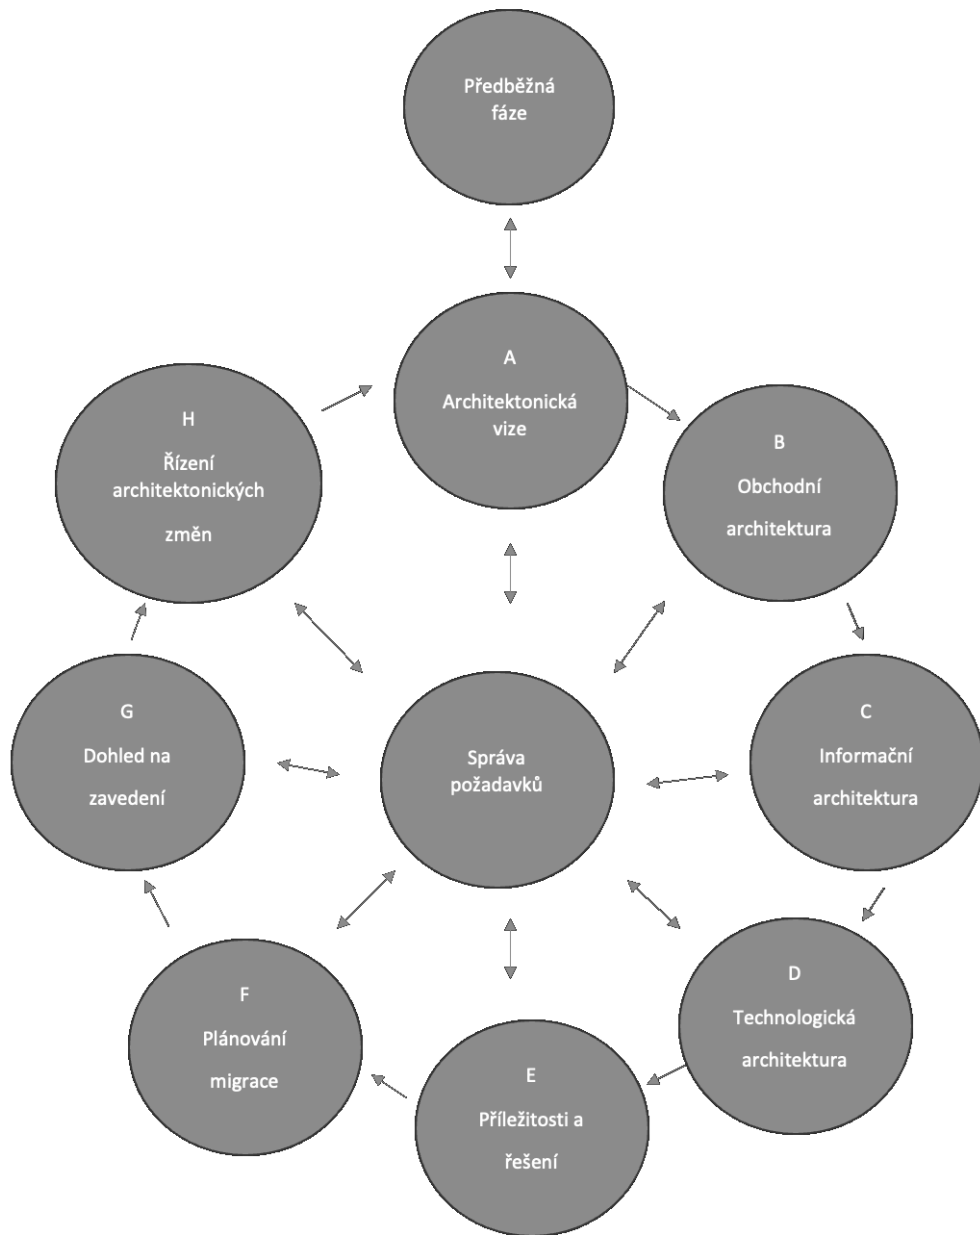 Předběžná
fáze
A
Architektonická
vize
H
Řízení
architektonických
změn
B
Obchodní
architektura
G
Dohled na
zavedení
Správa
požadavků
C
Informační
architektura
F
Plánování
migrace
D
Technologická
architektura
E
Příležitosti a
řešení